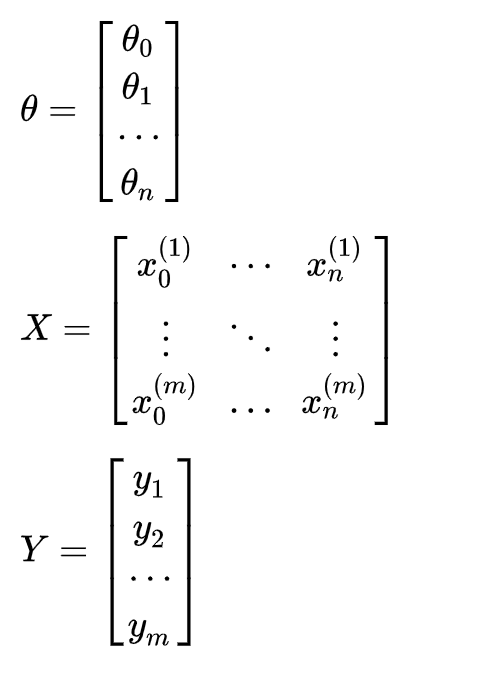 θ = [θ₀
θ₁
⋯
θₙ]
X = [x₀⁽¹⁾ ⋯ xₙ⁽¹⁾
⋮ ⋱ ⋮
x₀⁽ᵐ⁾ … xₙ⁽ᵐ⁾]
Y = [y₁
y₂
⋯
yₘ]